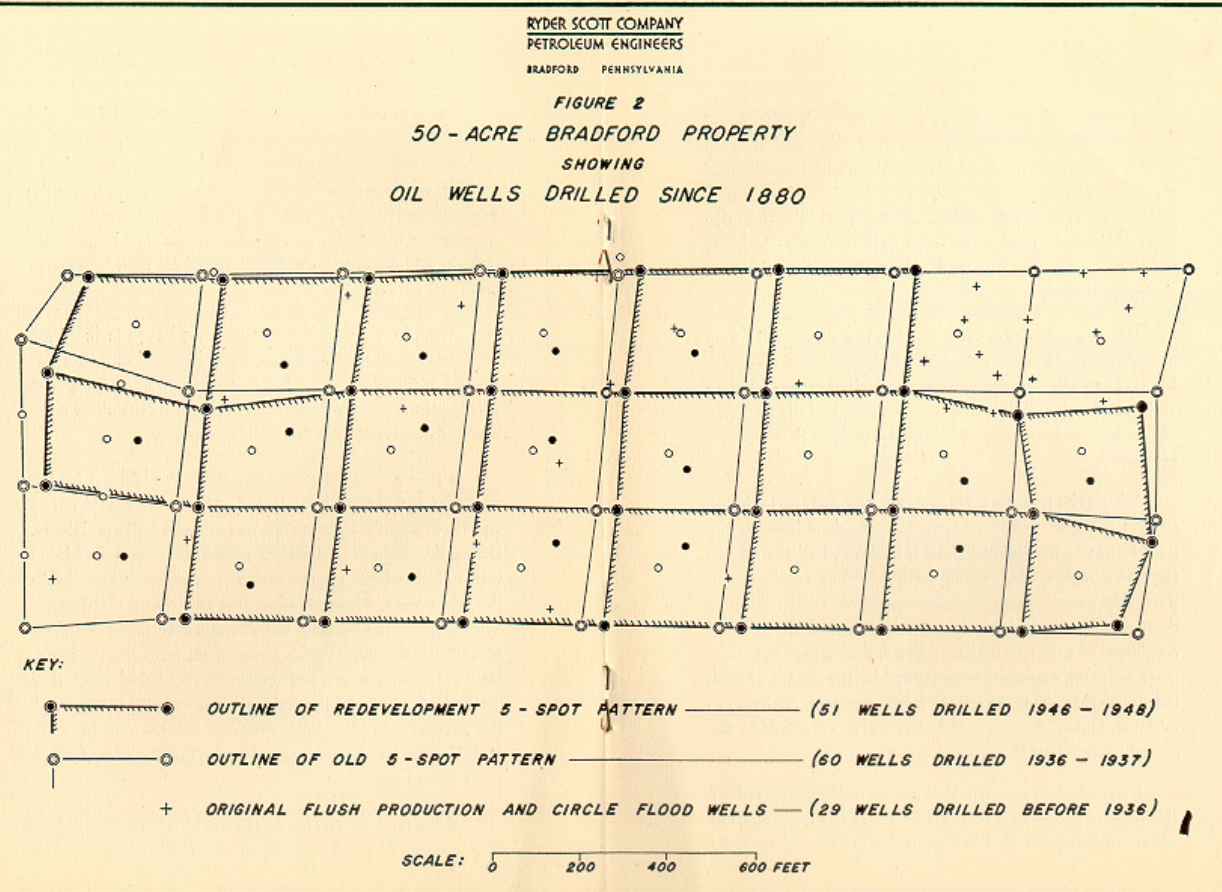 RYDER SCOTT COMPANY
PETROLEUM ENGINEERS
BRADFORD PENNSYLVANIA
FIGURE 2
50-ACRE BRADFORD PROPERTY
SHOWING
OIL WELLS DRILLED SINCE 1880
KEY:
OUTLINE OF REDEVELOPMENT 5-SPOT PATTERN — (51 WELLS DRILLED 1946 - 1948)
OUTLINE OF OLD 5-SPOT PATTERN — (60 WELLS DRILLED 1936 - 1937)
+ ORIGINAL FLUSH PRODUCTION AND CIRCLE FLOOD WELLS — (29 WELLS DRILLED BEFORE 1936)
SCALE: 0 200 400 600 FEET